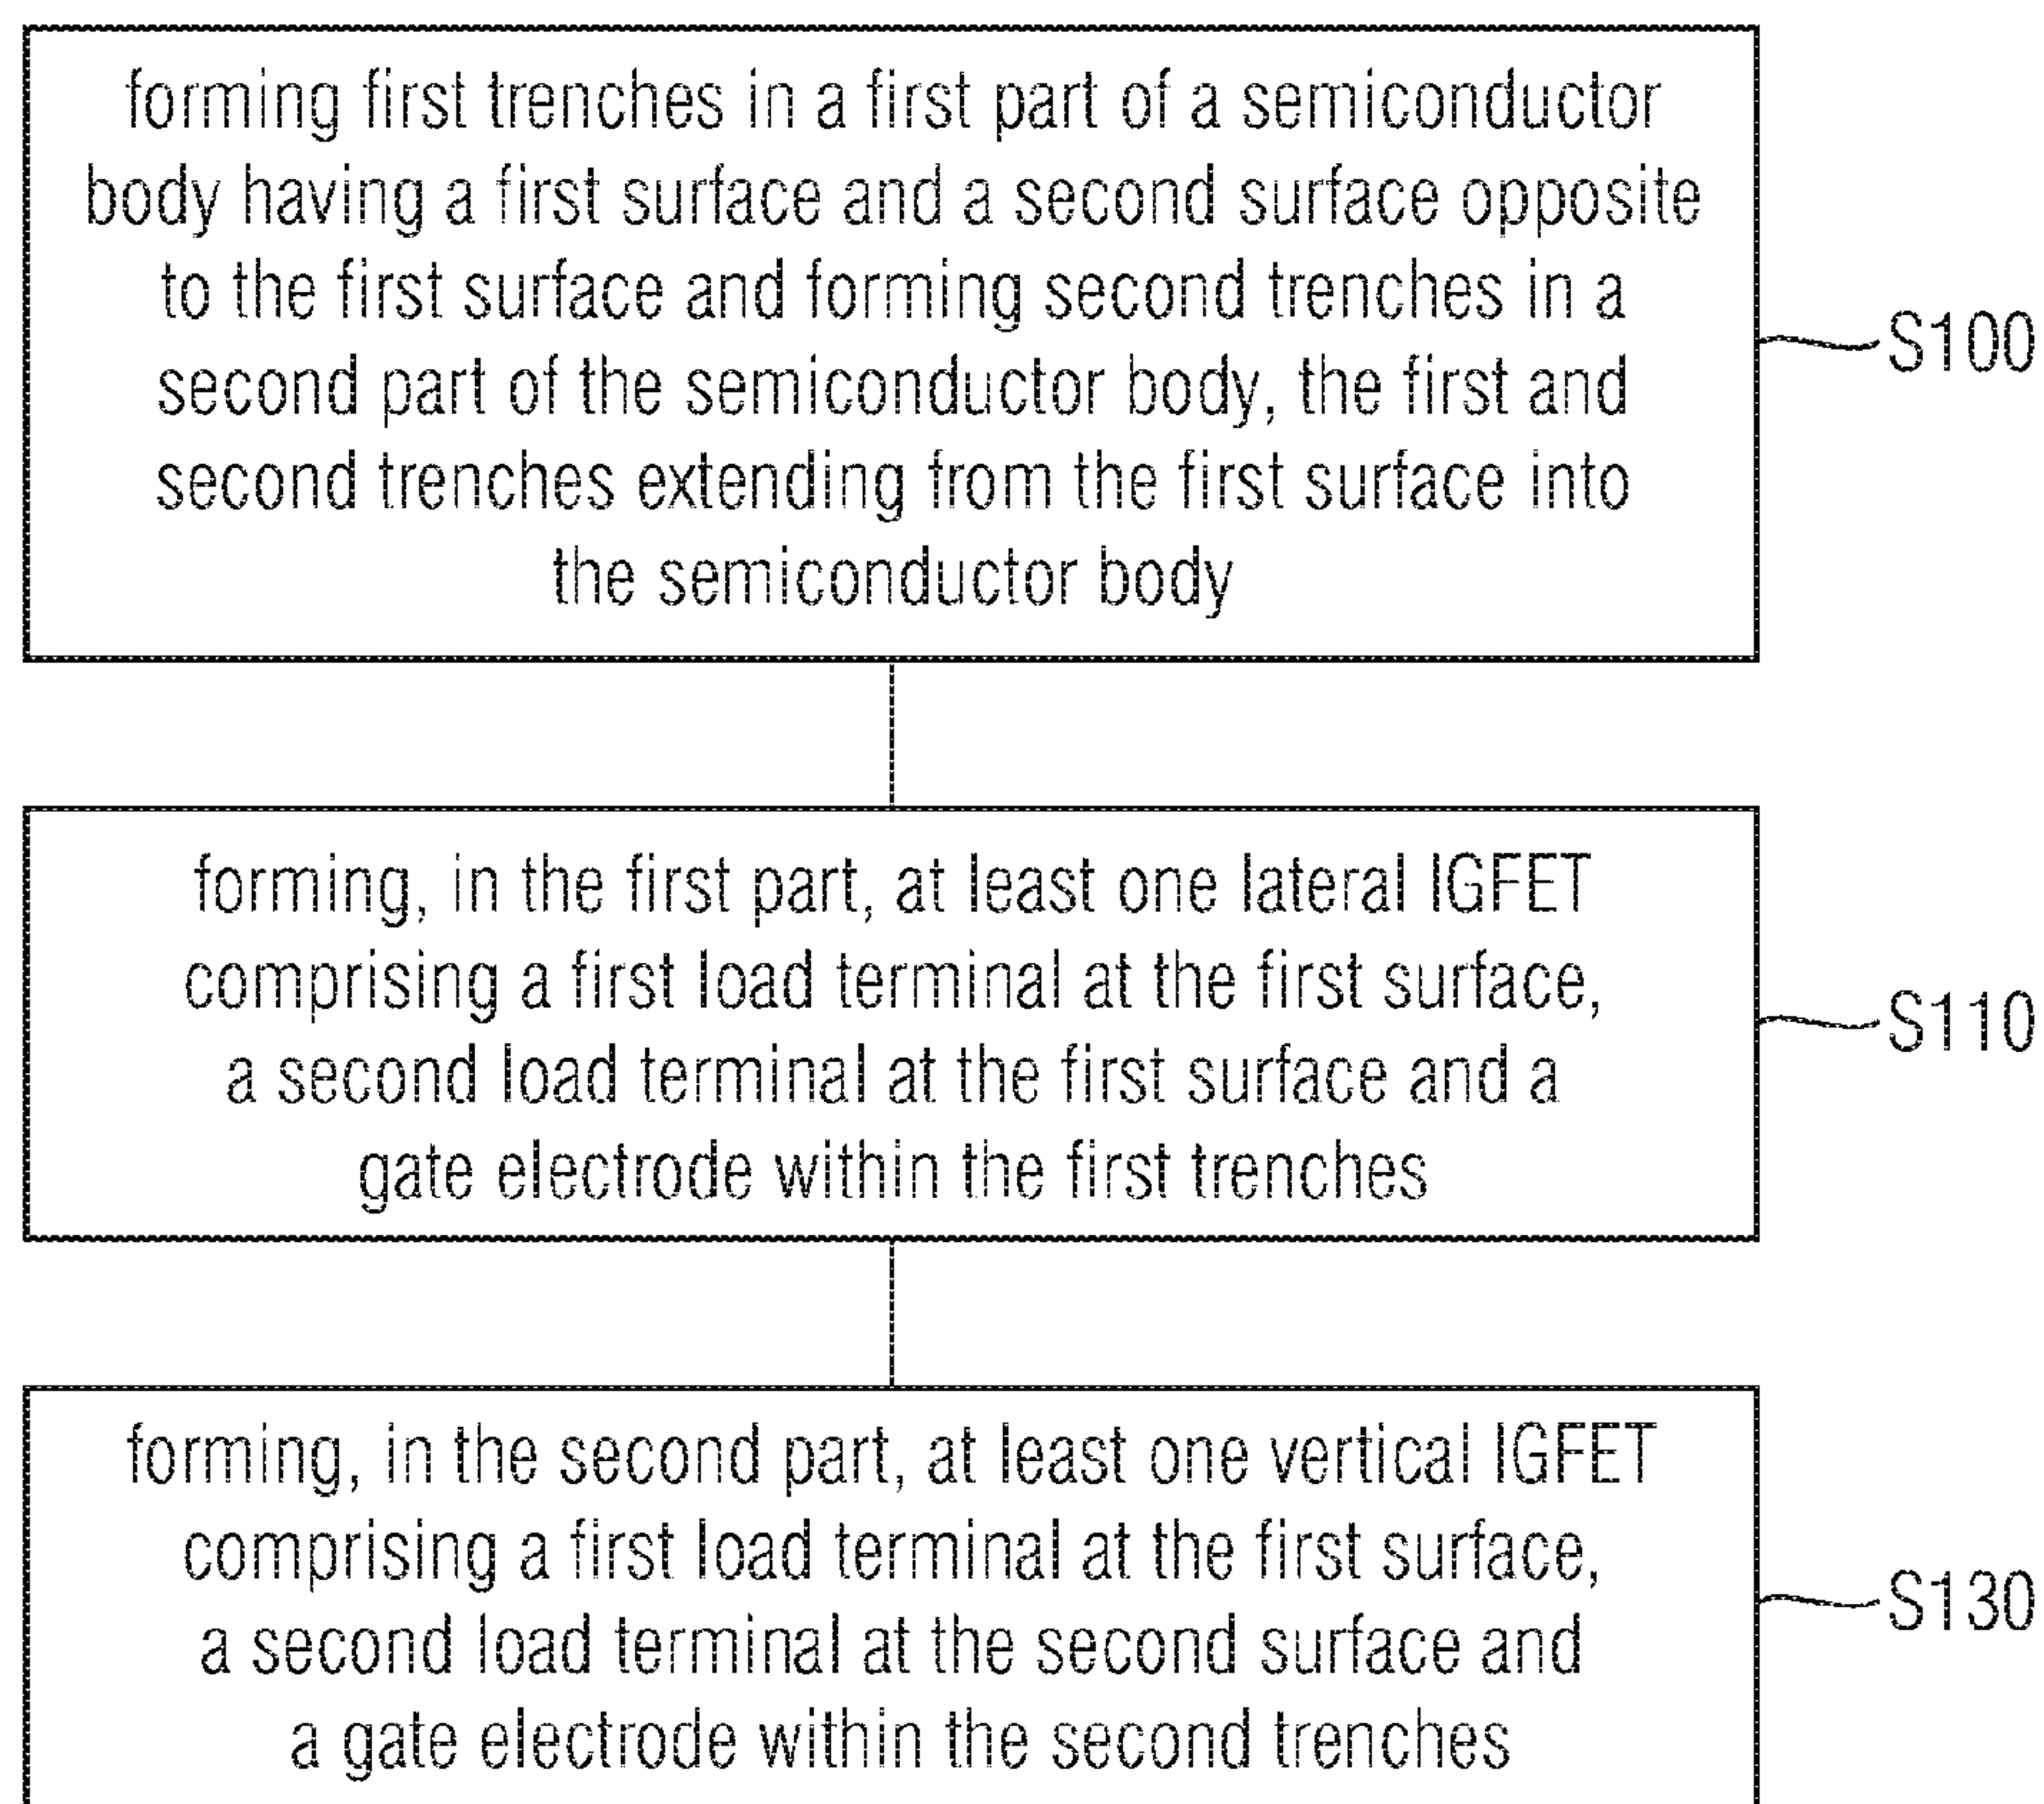 forming first trenches in a first part of a semiconductor
body having a first surface and a second surface opposite
to the first surface and forming second trenches in a
second part of the semiconductor body, the first and
second trenches extending from the first surface into
the semiconductor body
S100
forming, in the first part, at least one lateral IGFET
comprising a first load terminal at the first surface,
a second load terminal at the first surface and a
gate electrode within the first trenches
S110
forming, in the second part, at least one vertical IGFET
comprising a first load terminal at the first surface,
a second load terminal at the second surface and
a gate electrode within the second trenches
S130